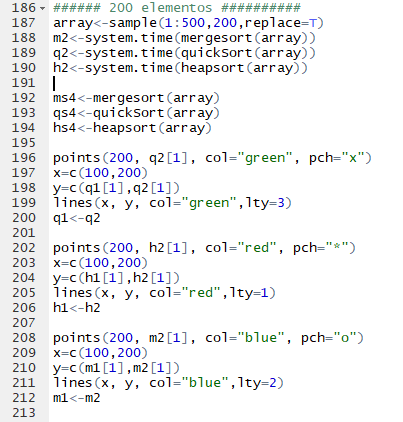 186 ###### 200 elementos ##########
187 array<-sample(1:500,200,replace=T)
188 m2<-system.time(mergesort(array))
189 q2<-system.time(quickSort(array))
190 h2<-system.time(heapsort(array))
191
192 ms4<-mergesort(array)
193 qs4<-quickSort(array)
194 hs4<-heapsort(array)
195
196 points(200, q2[1], col="green", pch="x")
197 x=c(100,200)
198 y=c(q1[1],q2[1])
199 lines(x, y, col="green",lty=3)
200 q1<-q2
201
202 points(200, h2[1], col="red", pch="*")
203 x=c(100,200)
204 y=c(h1[1],h2[1])
205 lines(x, y, col="red",lty=1)
206 h1<-h2
207
208 points(200, m2[1], col="blue", pch="o")
209 x=c(100,200)
210 y=c(m1[1],m2[1])
211 lines(x, y, col="blue",lty=2)
212 m1<-m2
213